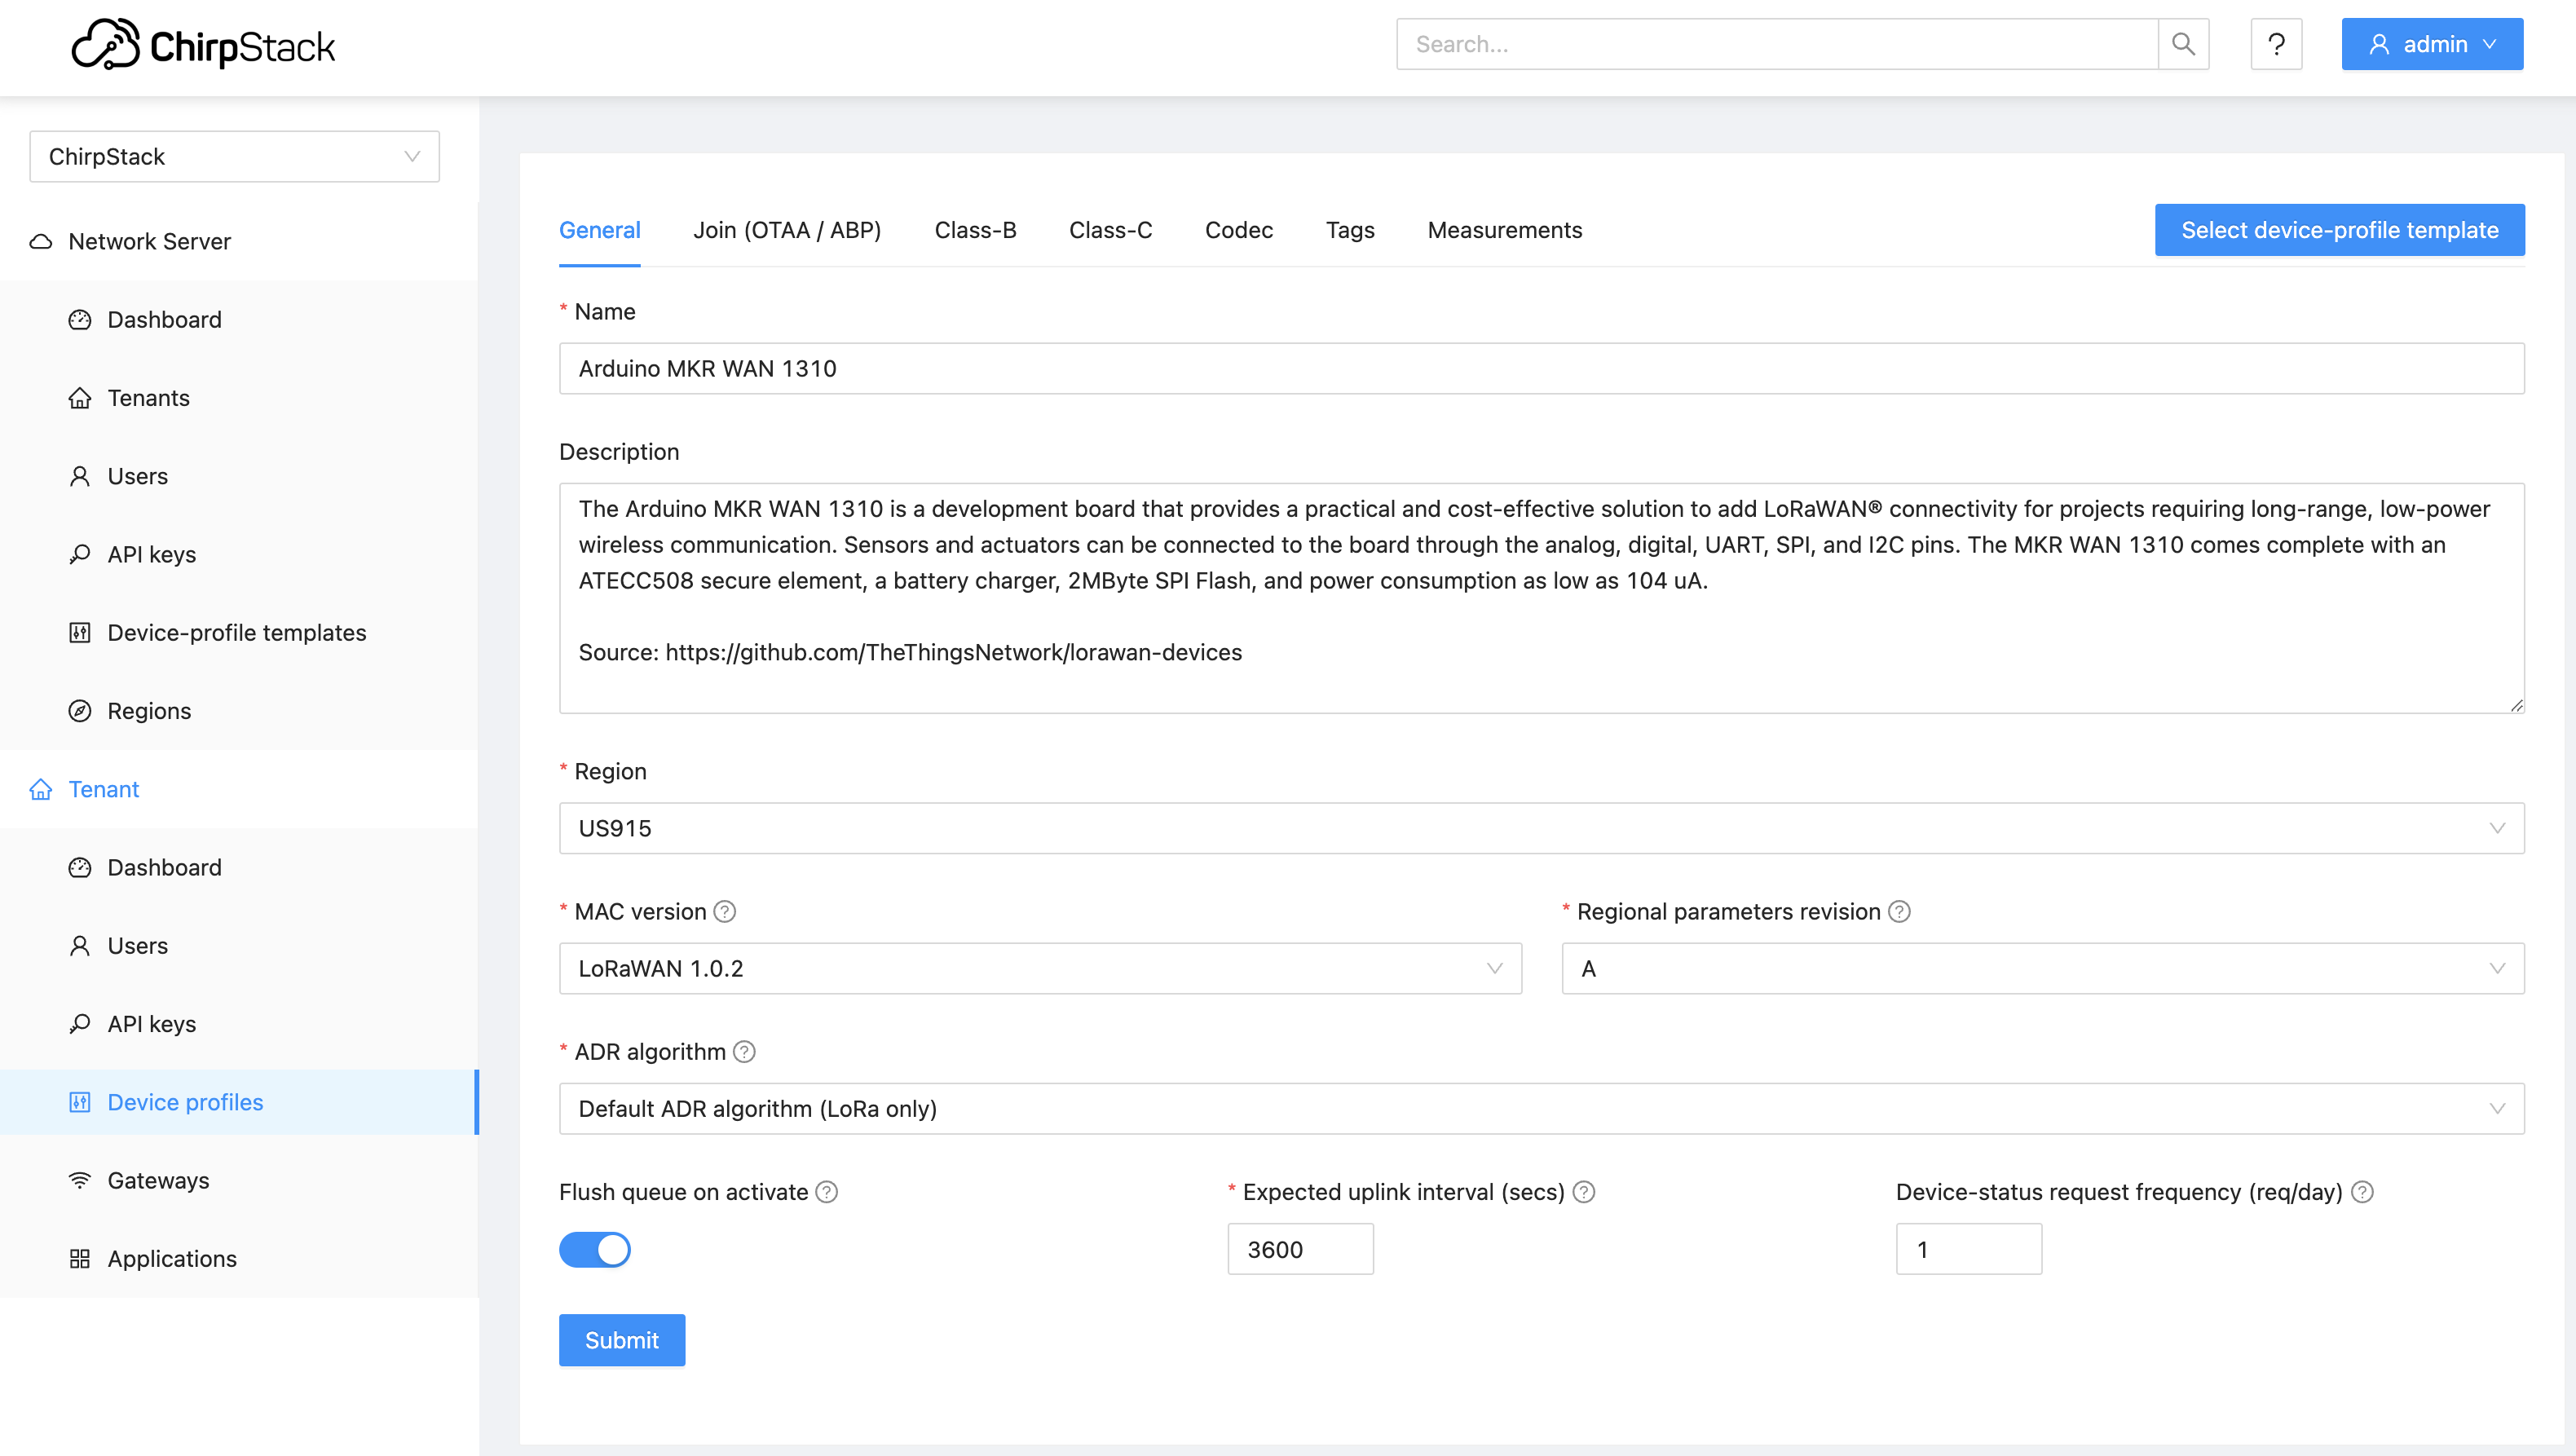 ChirpStack
Search...
?
admin
ChirpStack
Network Server
Dashboard
Tenants
Users
API keys
Device-profile templates
Regions
Tenant
Dashboard
Users
API keys
Device profiles
Gateways
Applications
General Join (OTAA / ABP) Class-B Class-C Codec Tags Measurements
Select device-profile template
* Name
Arduino MKR WAN 1310
Description
The Arduino MKR WAN 1310 is a development board that provides a practical and cost-effective solution to add LoRaWAN® connectivity for projects requiring long-range, low-power
wireless communication. Sensors and actuators can be connected to the board through the analog, digital, UART, SPI, and I2C pins. The MKR WAN 1310 comes complete with an
ATECC508 secure element, a battery charger, 2MByte SPI Flash, and power consumption as low as 104 uA.
Source: https://github.com/TheThingsNetwork/lorawan-devices
* Region
US915
* MAC version ?
LoRaWAN 1.0.2
* Regional parameters revision ?
A
* ADR algorithm ?
Default ADR algorithm (LoRa only)
Flush queue on activate ?
* Expected uplink interval (secs) ?
3600
Device-status request frequency (req/day) ?
1
Submit